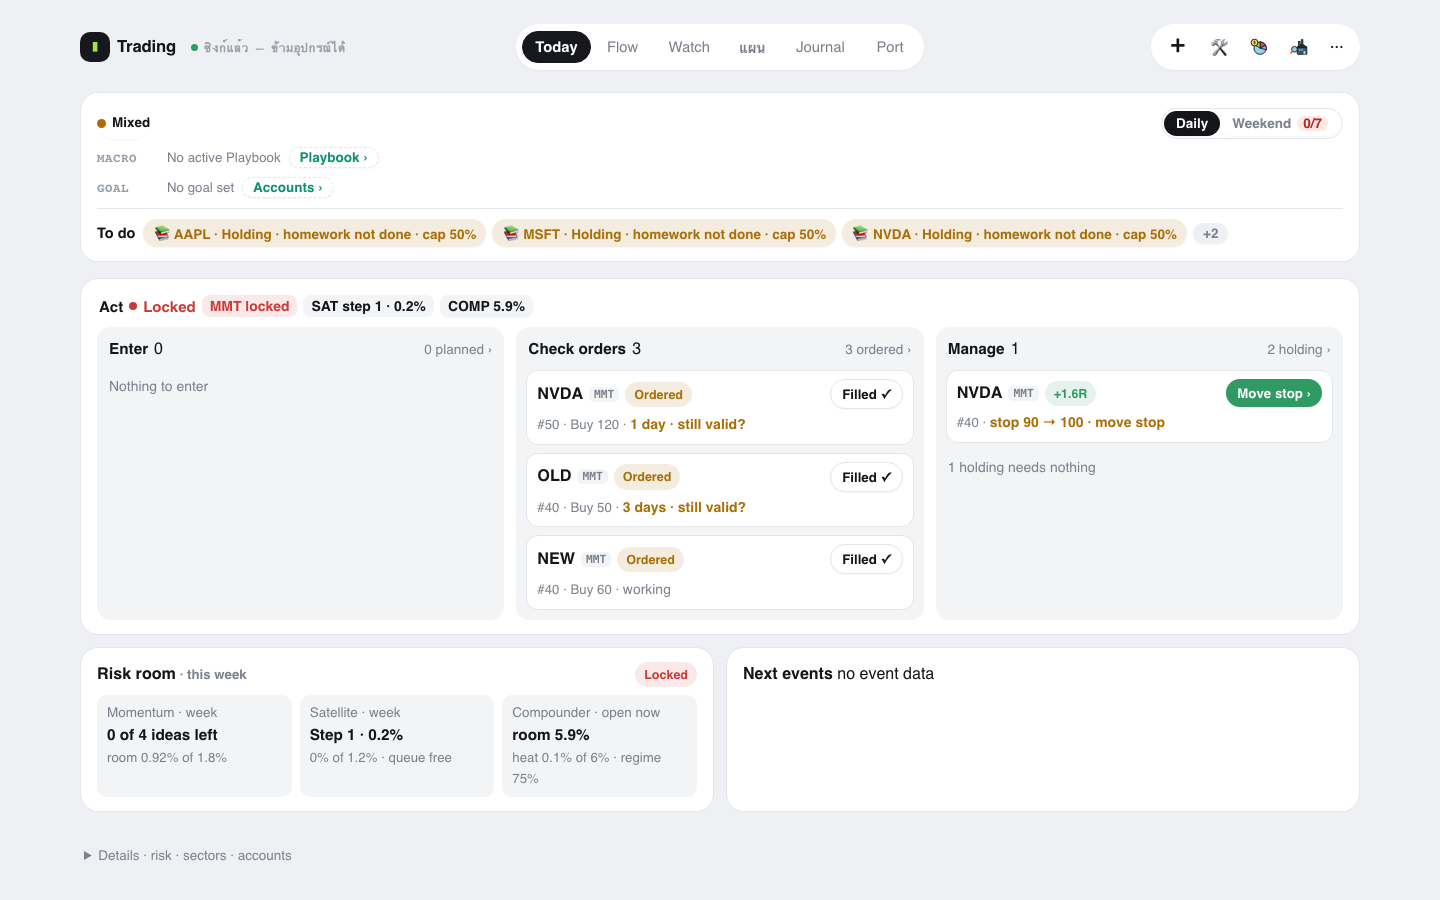 Trading
ซิงก์แล้ว — ข้ามอุปกรณ์ได้
Today Flow Watch แผน Journal Port
+ ...
Mixed
Daily Weekend 0/7
MACRO No active Playbook Playbook ›
GOAL No goal set Accounts ›
To do AAPL · Holding · homework not done · cap 50% MSFT · Holding · homework not done · cap 50% NVDA · Holding · homework not done · cap 50% +2
Act Locked MMT locked SAT step 1 · 0.2% COMP 5.9%
Enter 0 0 planned ›
Nothing to enter
Check orders 3 3 ordered ›
NVDA MMT Ordered Filled ✓
#50 · Buy 120 · 1 day · still valid?
OLD MMT Ordered Filled ✓
#40 · Buy 50 · 3 days · still valid?
NEW MMT Ordered Filled ✓
#40 · Buy 60 · working
Manage 1 2 holding ›
NVDA MMT +1.6R Move stop ›
#40 · stop 90 → 100 · move stop
1 holding needs nothing
Risk room · this week Locked
Momentum · week
0 of 4 ideas left
room 0.92% of 1.8%
Satellite · week
Step 1 · 0.2%
0% of 1.2% · queue free
Compounder · open now
room 5.9%
heat 0.1% of 6% · regime
75%
Next events no event data
▶ Details · risk · sectors · accounts